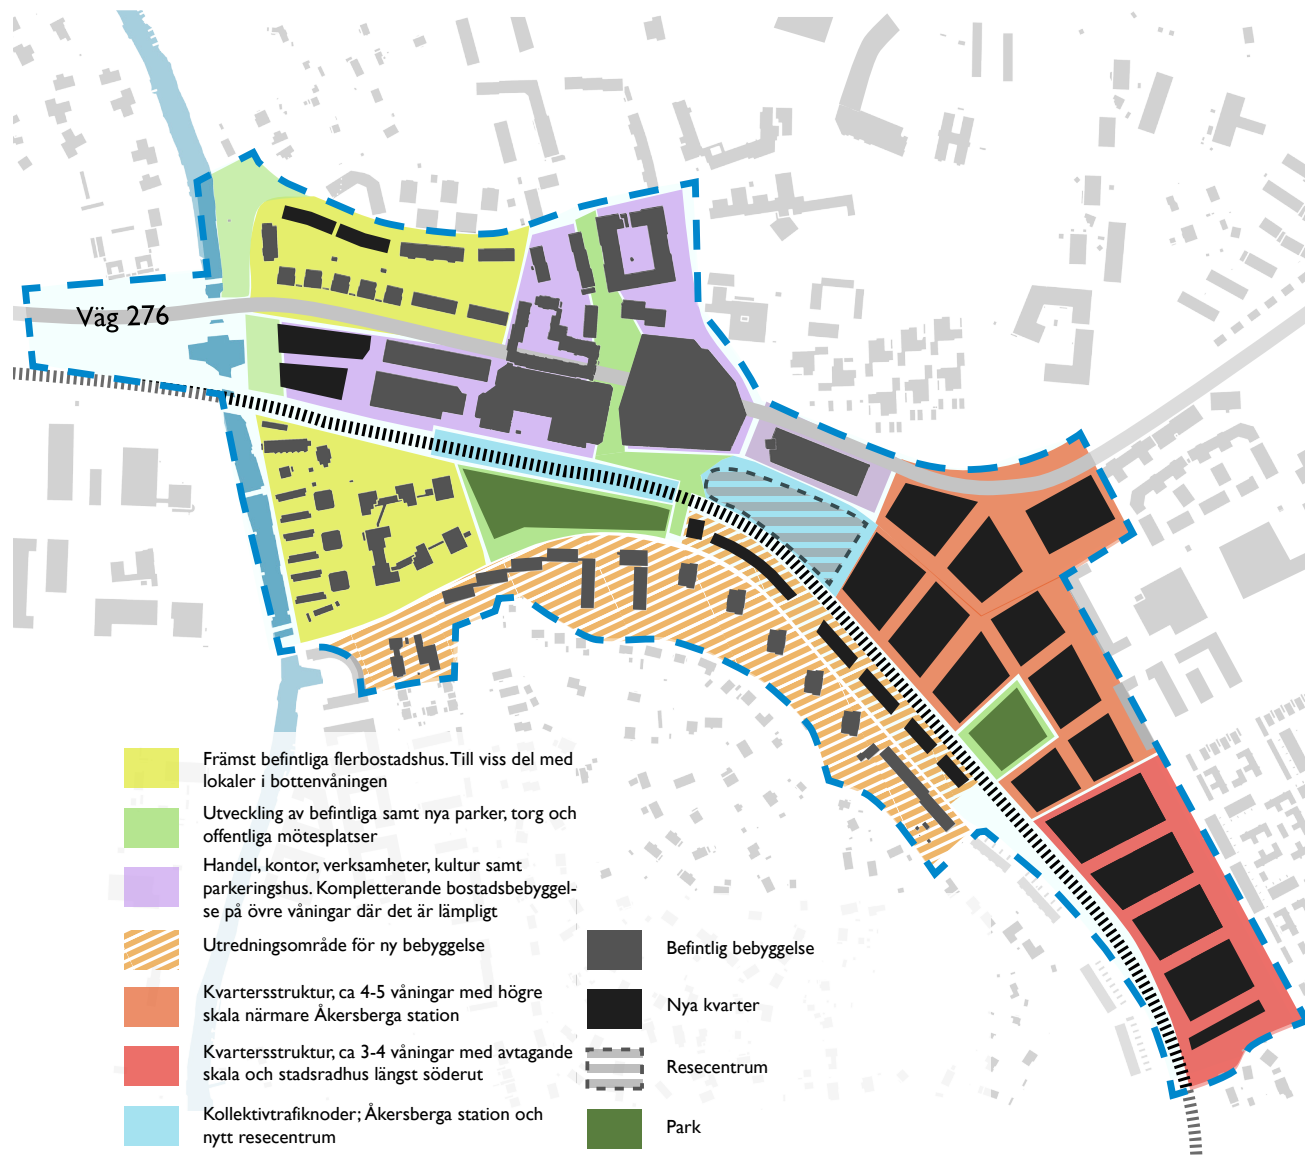 Väg 276
Främst befintliga flerbostadshus. Till viss del med
lokaler i bottenvåningen
Utveckling av befintliga samt nya parker, torg och
offentliga mötesplatser
Handel, kontor, verksamheter, kultur samt
parkeringshus. Kompletterande bostadsbebyggel-
se på övre våningar där det är lämpligt
Utredningsområde för ny bebyggelse
Kvartersstruktur, ca 4-5 våningar med högre
skala närmare Åkersberga station
Kvartersstruktur, ca 3-4 våningar med avtagande
skala och stadsradhus längst söderut
Kollektivtrafiknoder; Åkersberga station och
nytt resecentrum
Befintlig bebyggelse
Nya kvarter
Resecentrum
Park